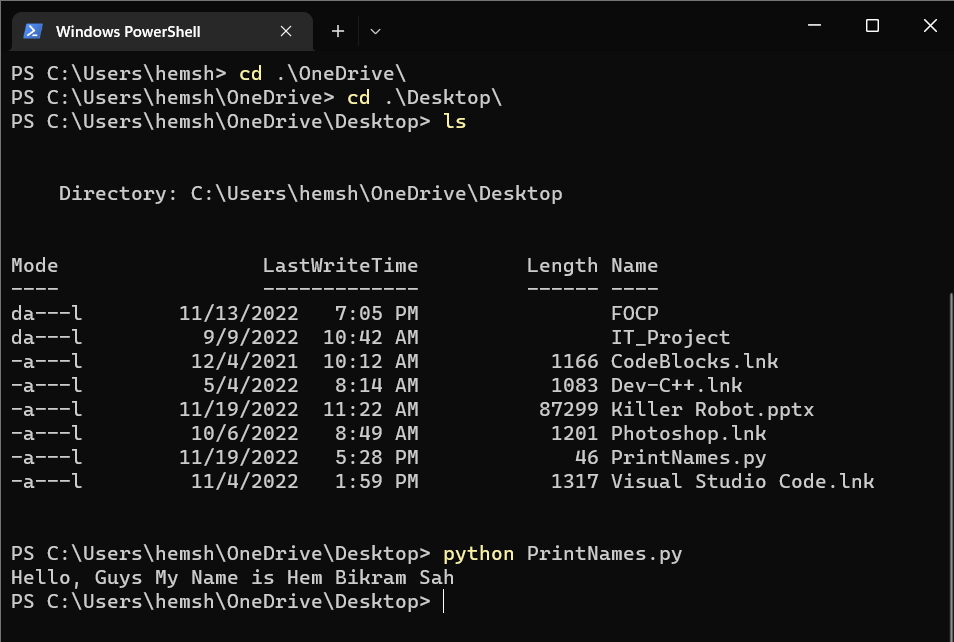 Windows PowerShell
PS C:\Users\hemsh> cd .\OneDrive\
PS C:\Users\hemsh\OneDrive> cd .\Desktop\
PS C:\Users\hemsh\OneDrive\Desktop> ls
    Directory: C:\Users\hemsh\OneDrive\Desktop
Mode                 LastWriteTime         Length Name
----                 -------------         ------ ----
da---l        11/13/2022   7:05 PM                FOCP
da---l          9/9/2022  10:42 AM                IT_Project
-a---l         12/4/2021  10:12 AM           1166 CodeBlocks.lnk
-a---l          5/4/2022   8:14 AM           1083 Dev-C++.lnk
-a---l        11/19/2022  11:22 AM          87299 Killer Robot.pptx
-a---l         10/6/2022   8:49 AM           1201 Photoshop.lnk
-a---l        11/19/2022   5:28 PM             46 PrintNames.py
-a---l         11/4/2022   1:59 PM           1317 Visual Studio Code.lnk
PS C:\Users\hemsh\OneDrive\Desktop> python PrintNames.py
Hello, Guys My Name is Hem Bikram Sah
PS C:\Users\hemsh\OneDrive\Desktop>